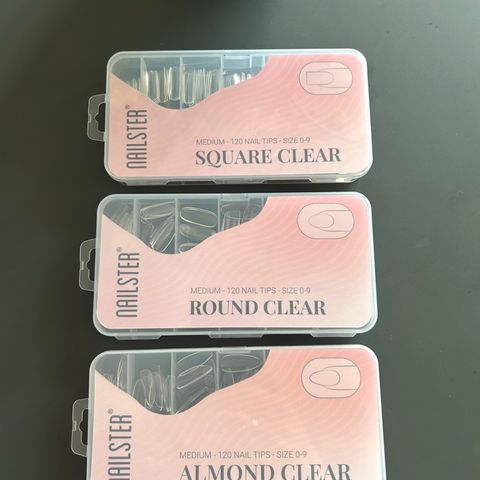 NAILSTER®
MEDIUM - 120 NAIL TIPS - SIZE 0-9
SQUARE CLEAR
NAILSTER®
MEDIUM - 120 NAIL TIPS - SIZE 0-9
ROUND CLEAR
NAILSTER®
MEDIUM - 120 NAIL TIPS - SIZE 0-9
ALMOND CLEAR